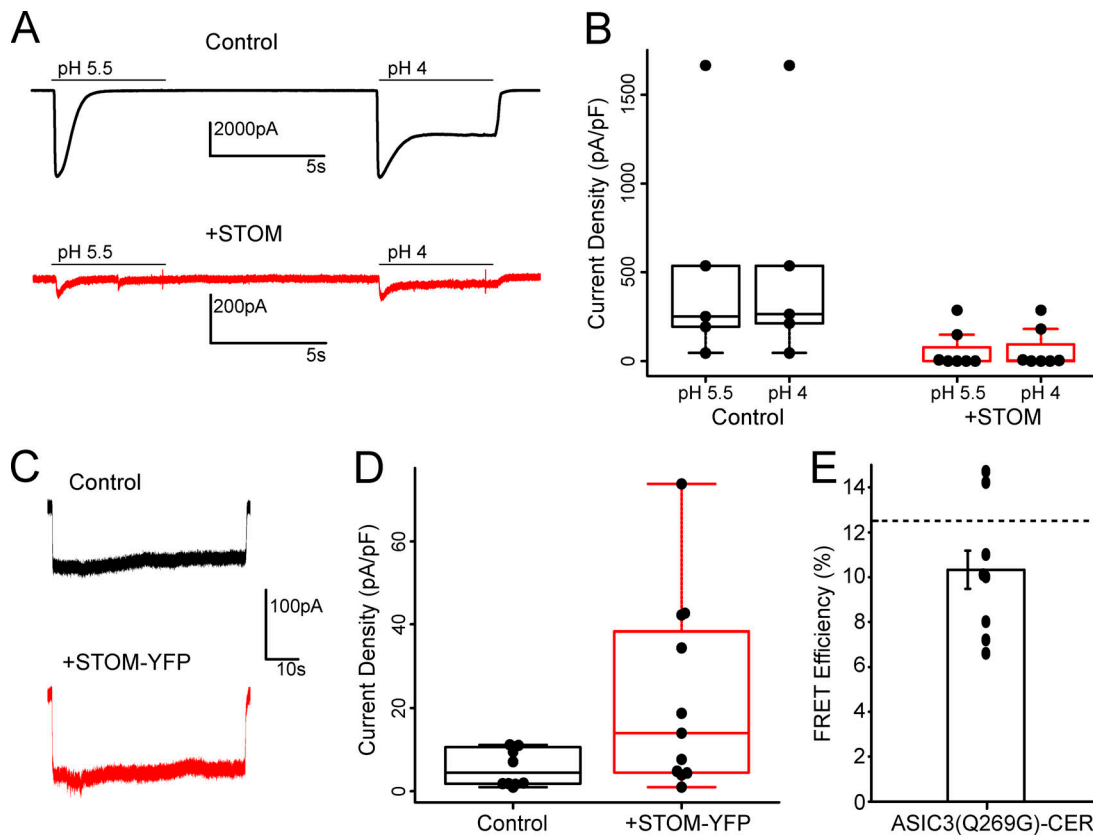 A
Control
pH 5.5
pH 4
2000pA
5s
+STOM
pH 5.5
pH 4
200pA
5s
B
Current Density (pA/pF)
1500
1000
500
0
pH 5.5
pH 4
pH 5.5
pH 4
Control
+STOM
C
Control
100pA
10s
+STOM-YFP
D
Current Density (pA/pF)
60
40
20
0
Control
+STOM-YFP
E
FRET Efficiency (%)
14
12
10
8
6
4
2
0
ASIC3(Q269G)-CER